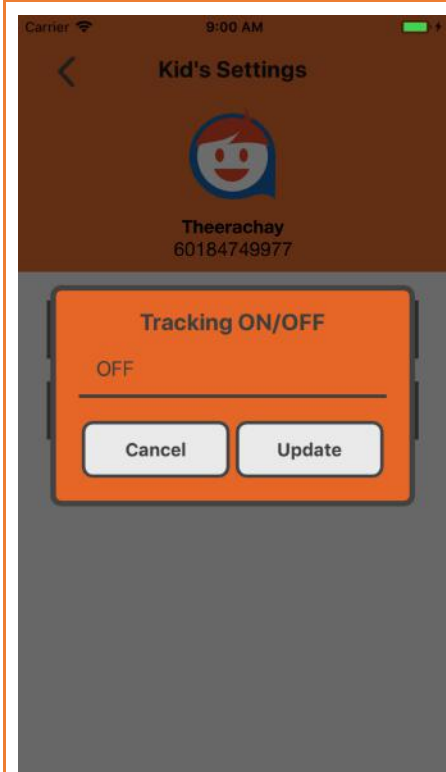 Carrier 9:00 AM
Kid's Settings
Theerachay
60184749977
Tracking ON/OFF
OFF
Cancel Update